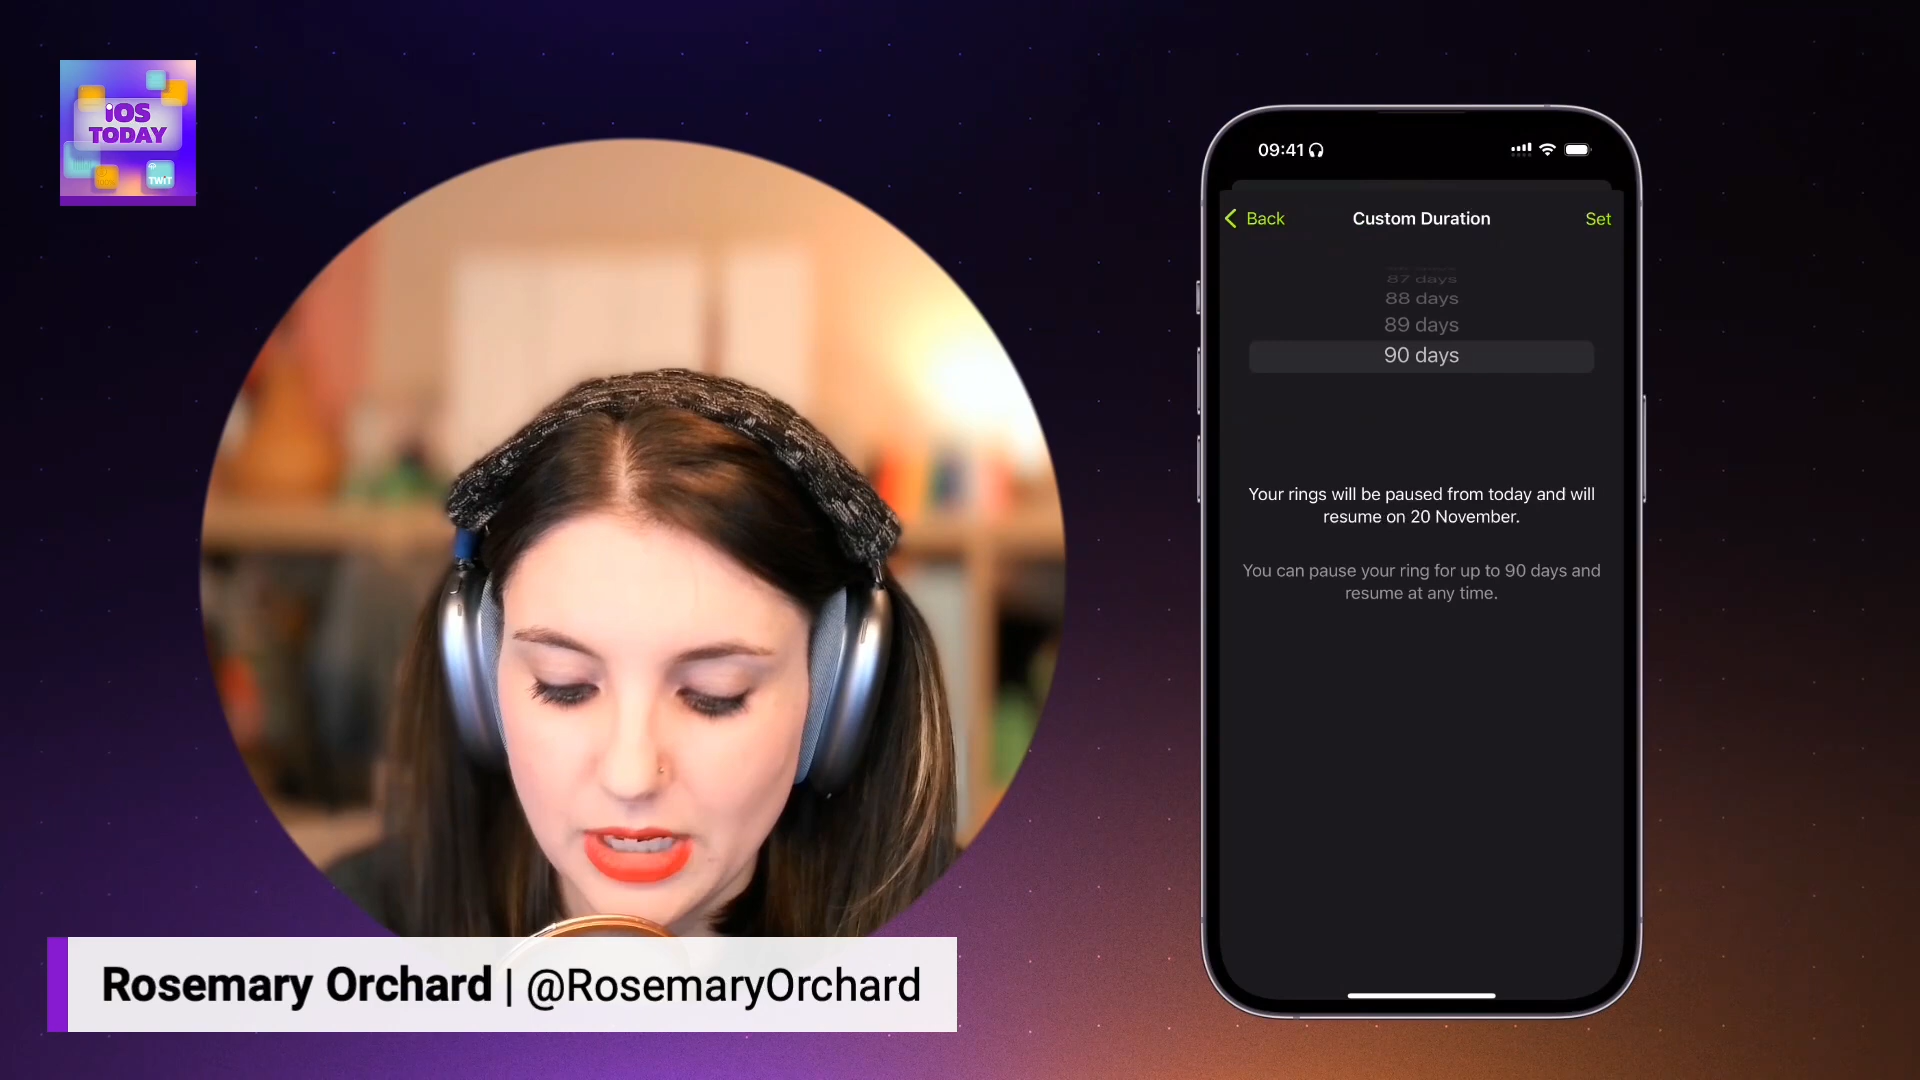 iOS
TODAY
TWiT
09:41
Back
Custom Duration
Set
87 days
88 days
89 days
90 days
Your rings will be paused from today and will
resume on 20 November.
You can pause your ring for up to 90 days and
resume at any time.
Rosemary Orchard | @RosemaryOrchard